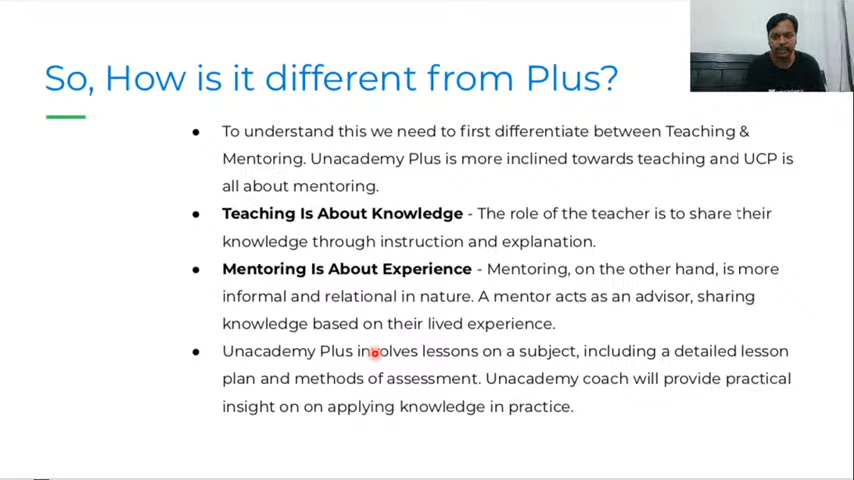 So, How is it different from Plus?
● To understand this we need to first differentiate between Teaching &
Mentoring. Unacademy Plus is more inclined towards teaching and UCP is
all about mentoring.
● Teaching Is About Knowledge - The role of the teacher is to share their
knowledge through instruction and explanation.
● Mentoring Is About Experience - Mentoring, on the other hand, is more
informal and relational in nature. A mentor acts as an advisor, sharing
knowledge based on their lived experience.
● Unacademy Plus involves lessons on a subject, including a detailed lesson
plan and methods of assessment. Unacademy coach will provide practical
insight on on applying knowledge in practice.